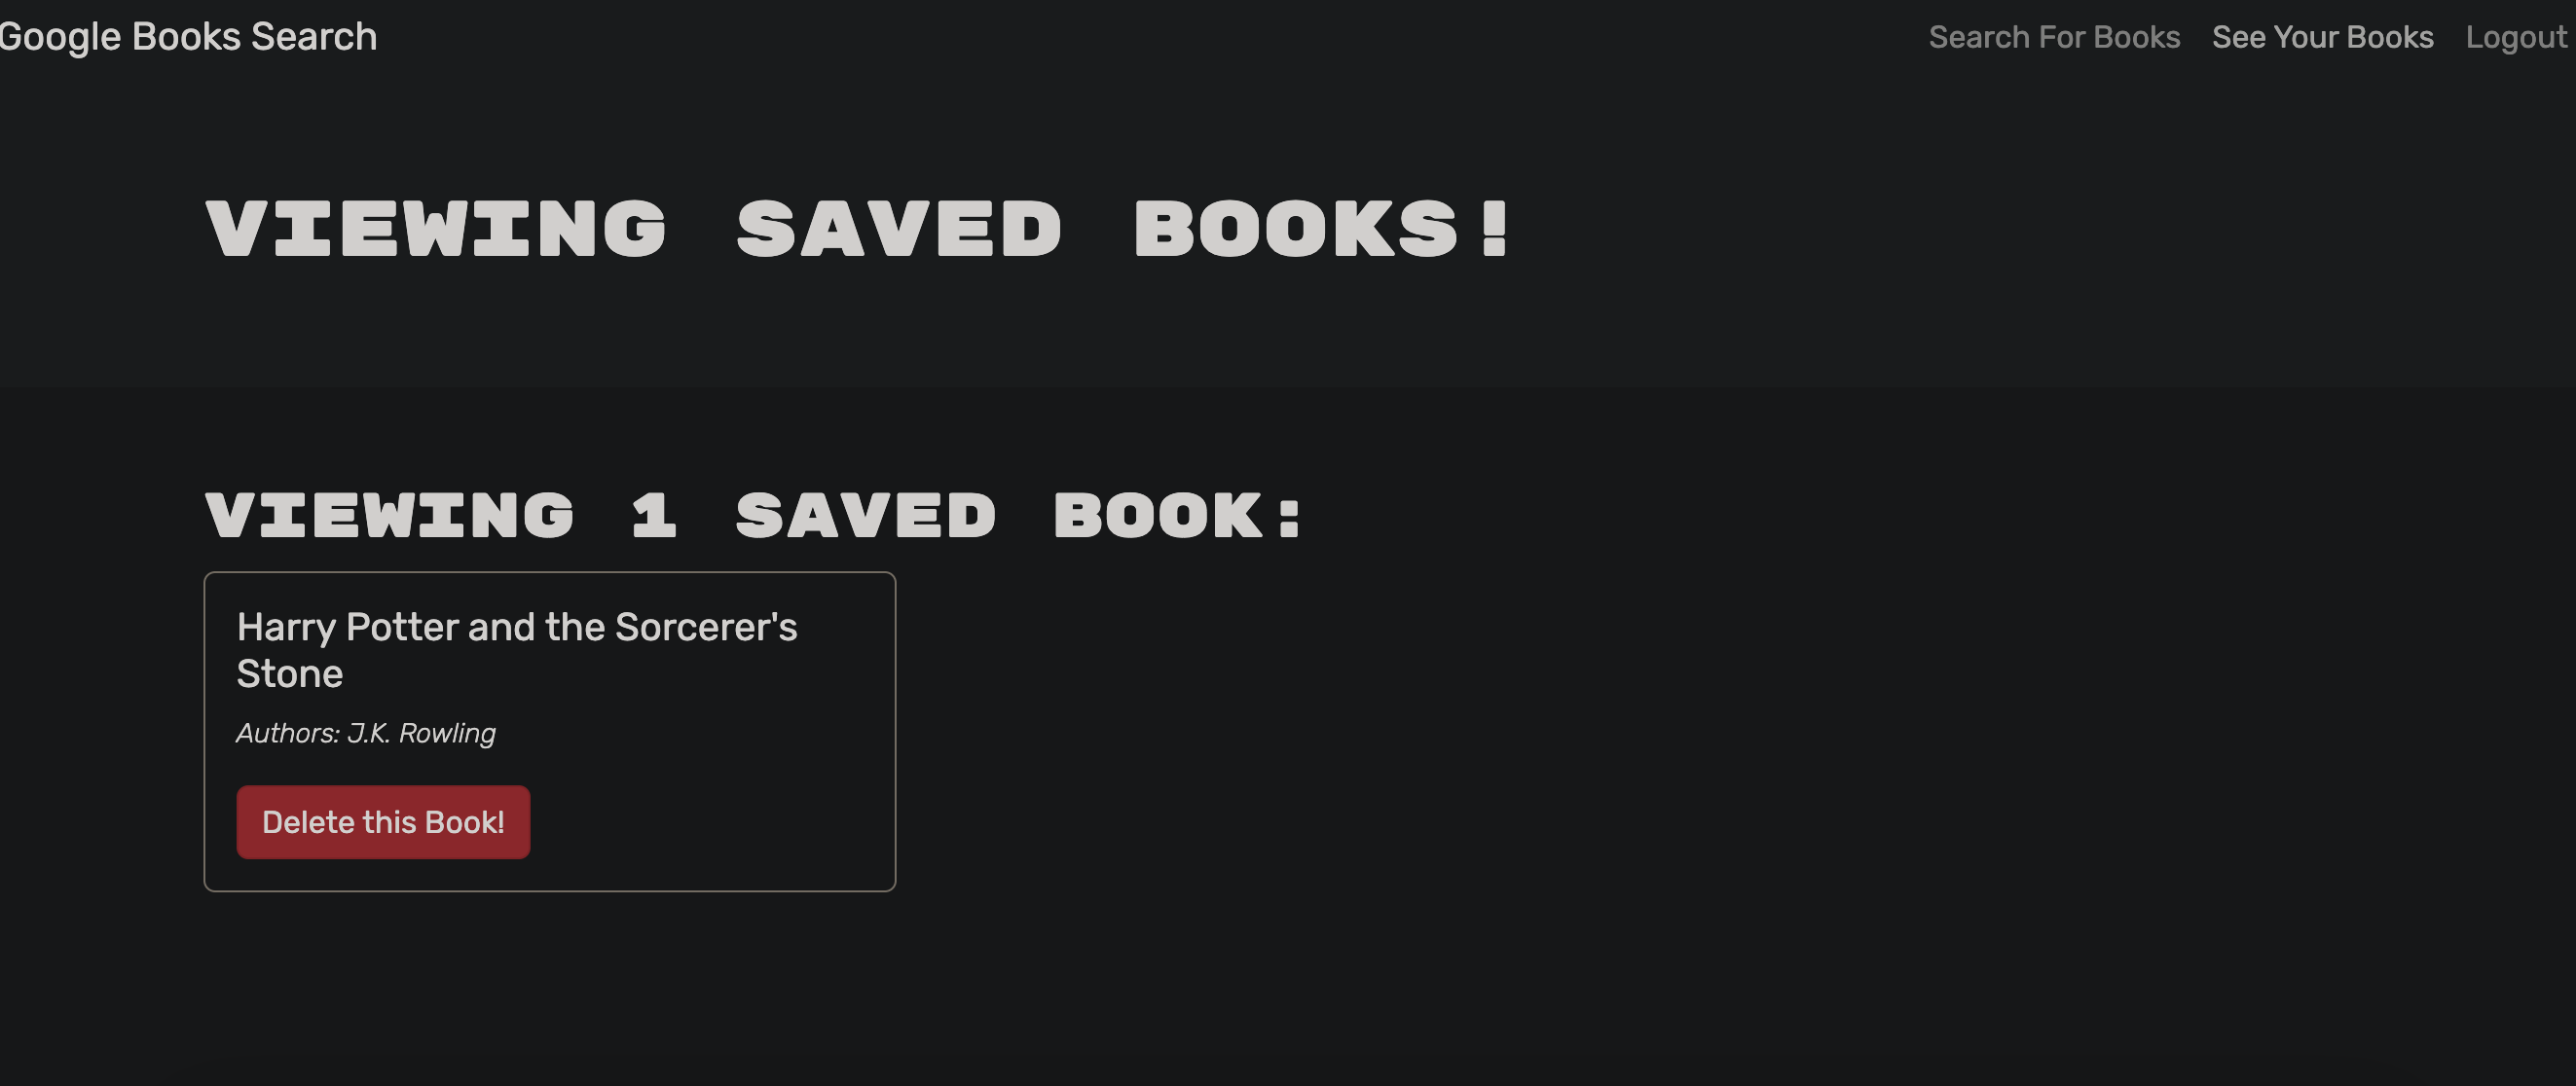 Google Books Search
Search For Books See Your Books Logout
VIEWING SAVED BOOKS!
VIEWING 1 SAVED BOOK:
Harry Potter and the Sorcerer's
Stone
Authors: J.K. Rowling
Delete this Book!